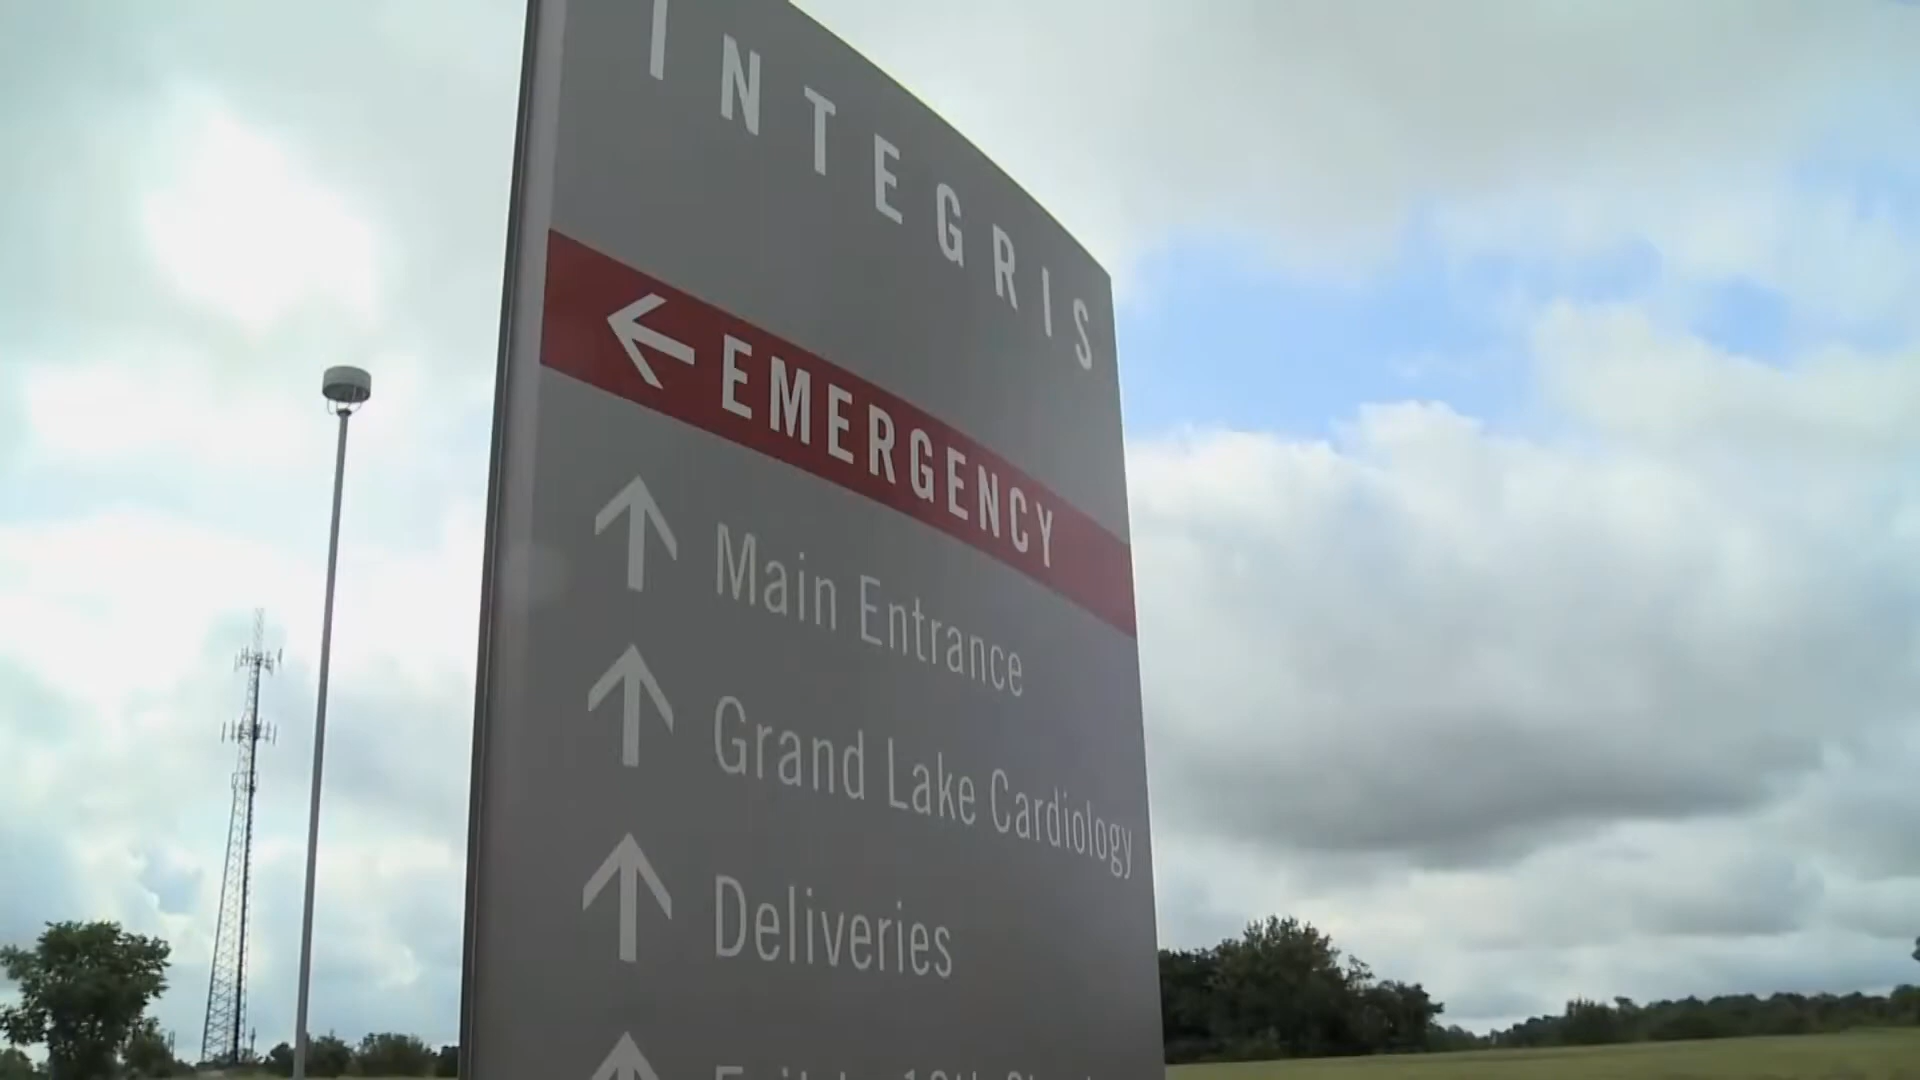 INTEGRIS
EMERGENCY
Main Entrance
Grand Lake Cardiology
Deliveries